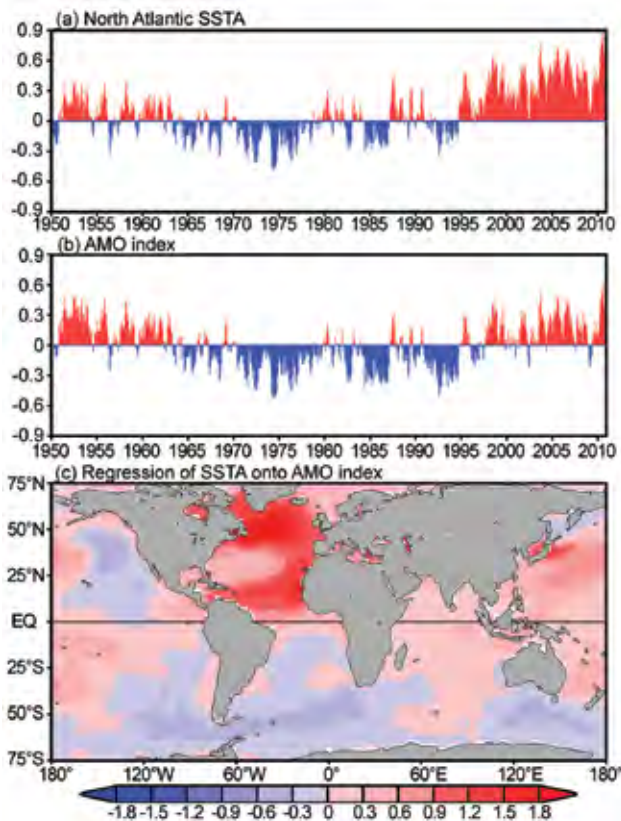 (a) North Atlantic SSTA
0.9
0.6
0.3
0
-0.3
-0.6
-0.9
1950 1955 1960 1965 1970 1975 1980 1985 1990 1995 2000 2005 2010
(b) AMO index
0.9
0.6
0.3
0
-0.3
-0.6
-0.9
1950 1955 1960 1965 1970 1975 1980 1985 1990 1995 2000 2005 2010
(c) Regression of SSTA onto AMO index
75°N
50°N
25°N
EQ
25°S
50°S
75°S
180° 120°W 60°W 0° 60°E 120°E 180°
-1.8 -1.5 -1.2 -0.9 -0.6 -0.3 0 0.3 0.6 0.9 1.2 1.5 1.8